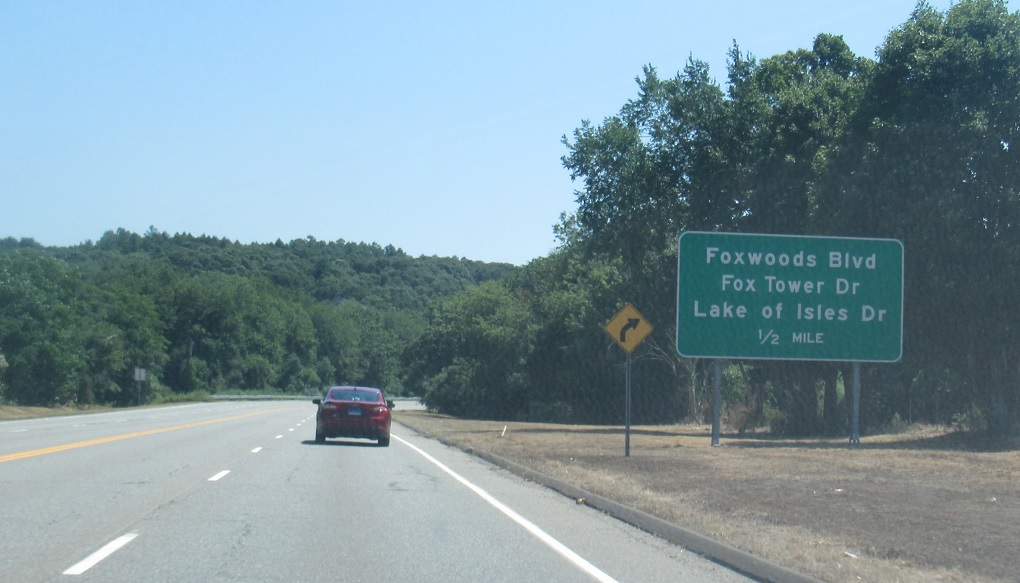 Foxwoods Blvd
Fox Tower Dr
Lake of Isles Dr
1/2 MILE